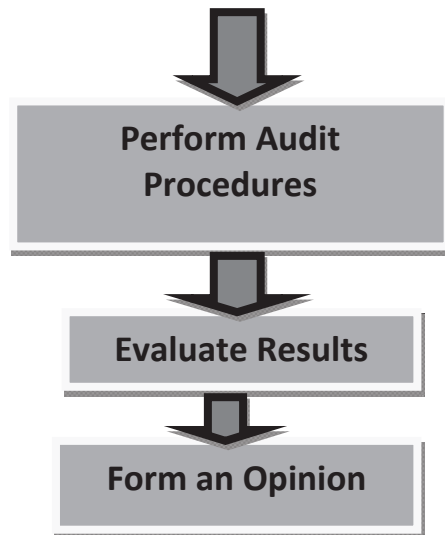 Perform Audit
Procedures
Evaluate Results
Form an Opinion